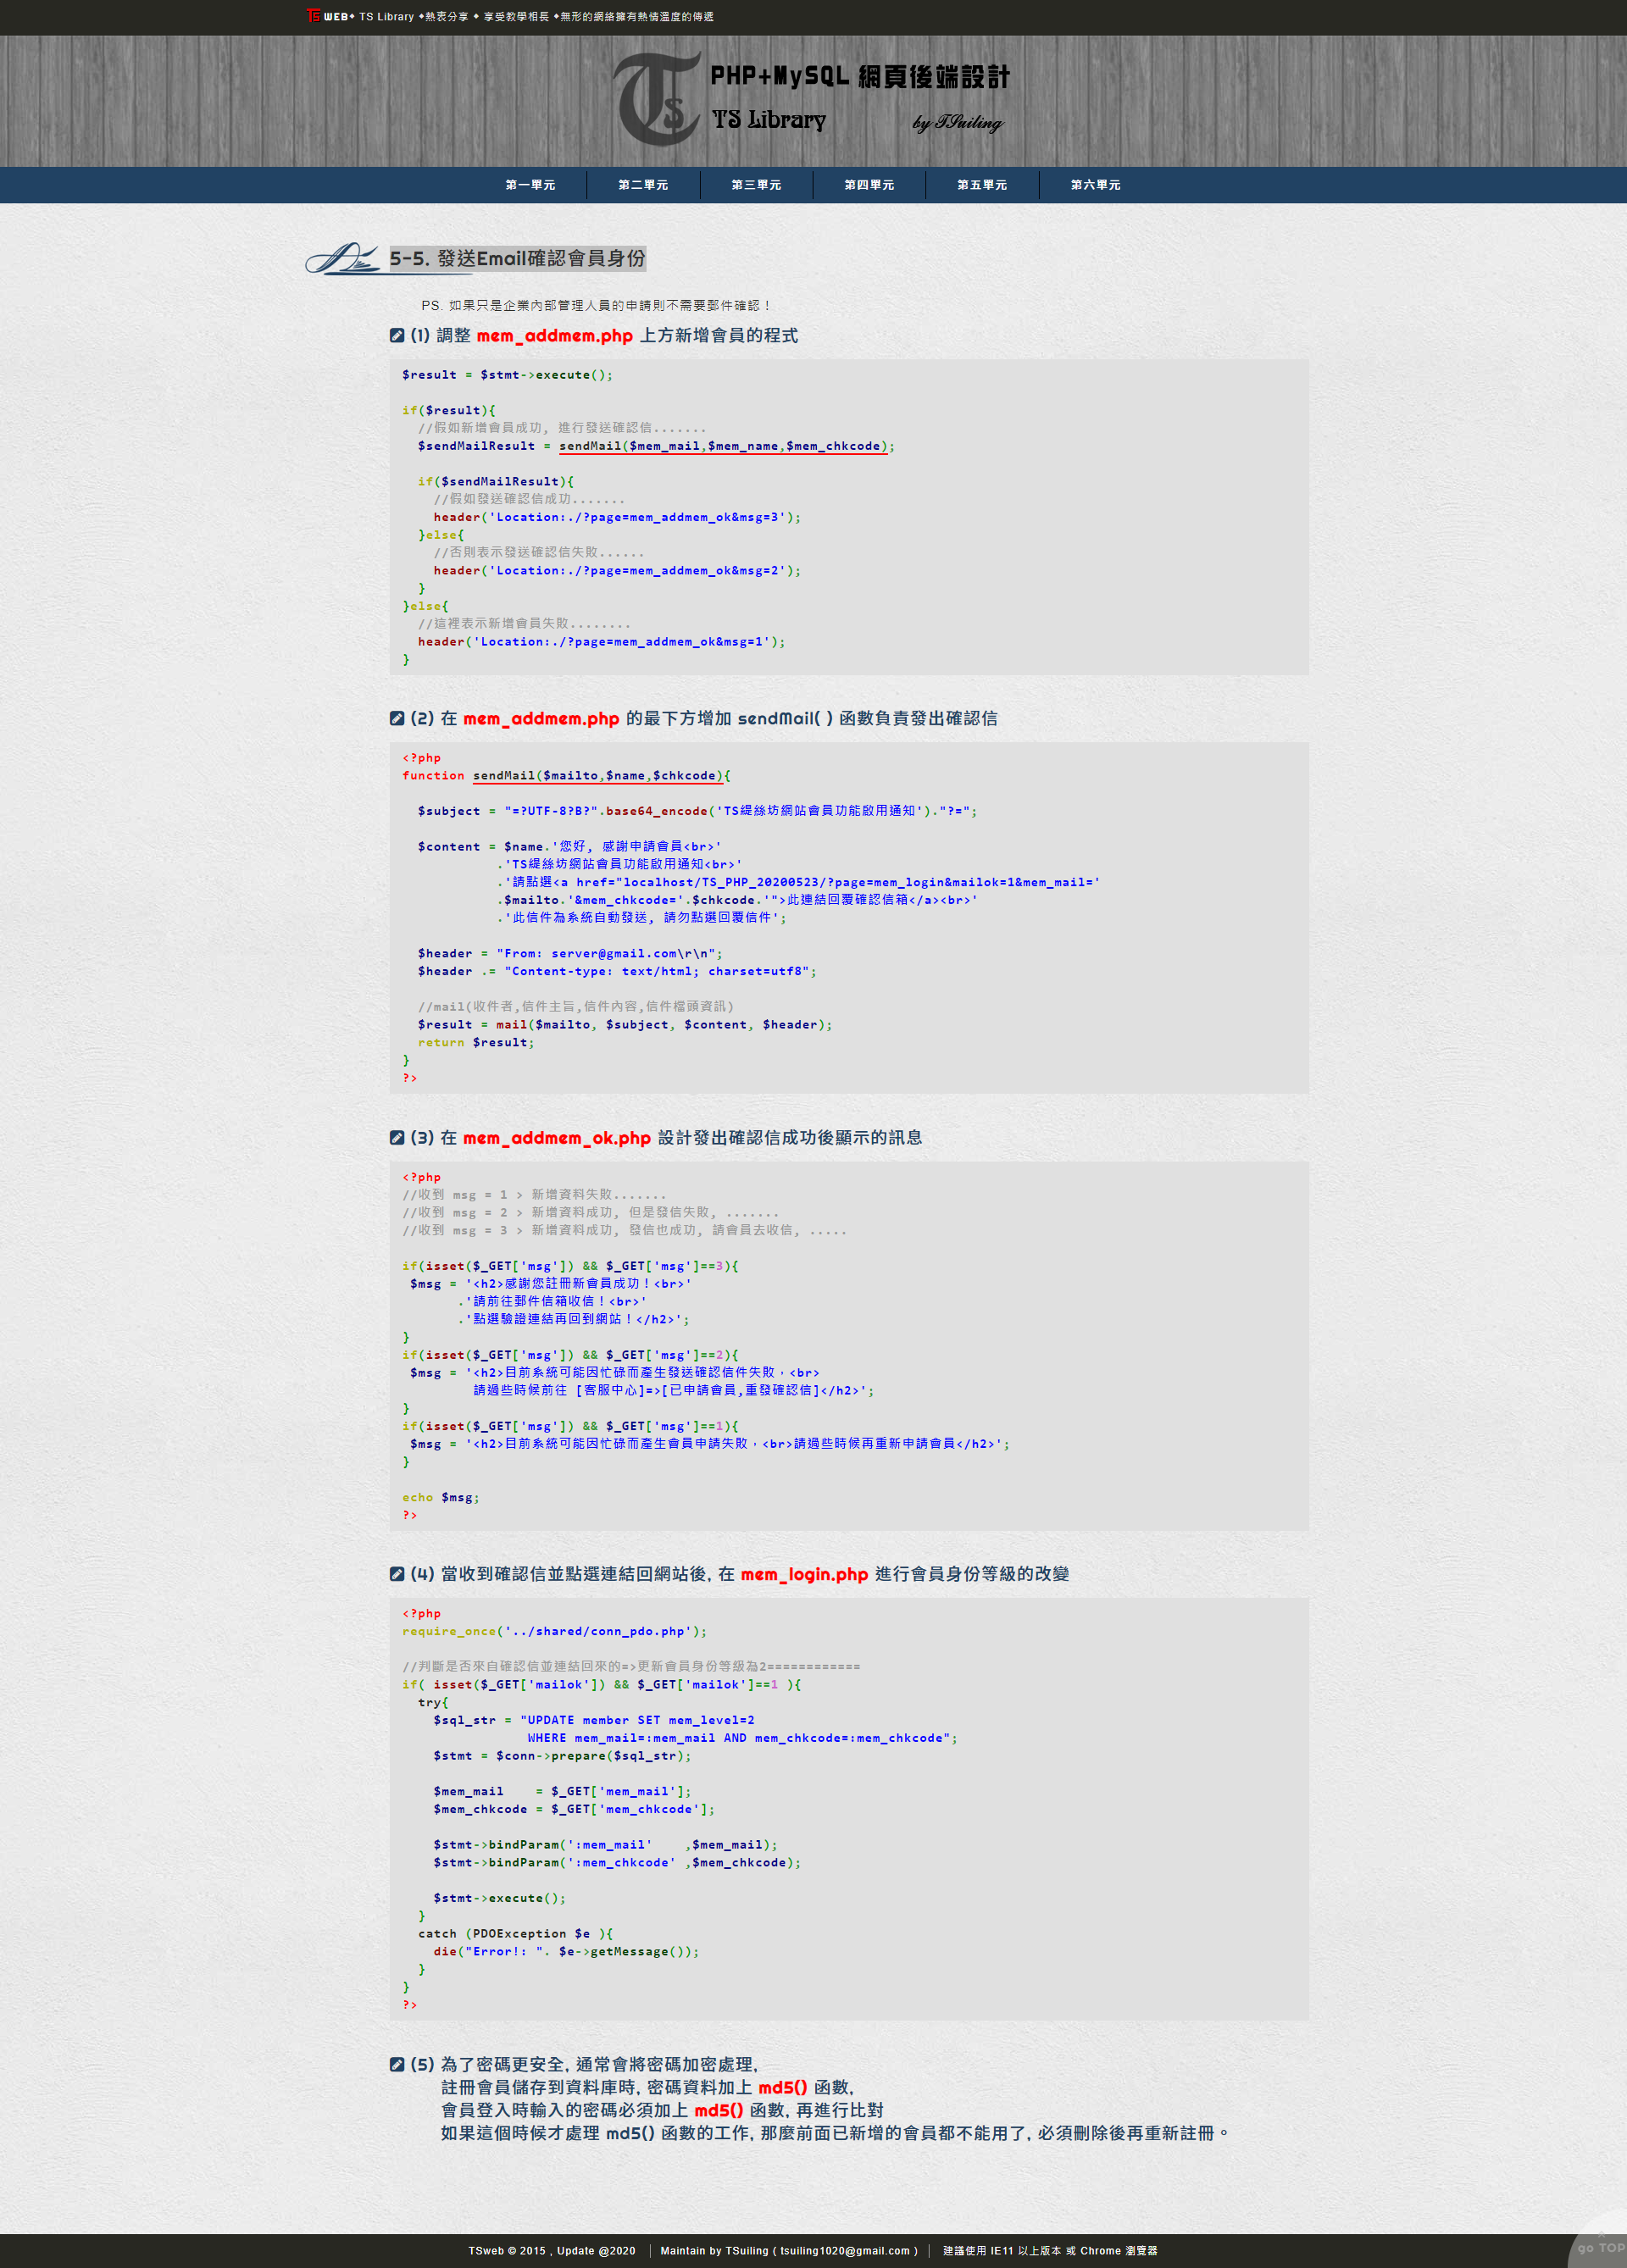 TS WEB◆ TS Library ◆熱衷分享 ◆ 享受教學相長 ◆無形的網絡擁有熱情溫度的傳遞
Ts PHP+MySQL 網頁後端設計
TS Library by TSuiling
第一單元 第二單元 第三單元 第四單元 第五單元 第六單元
5-5. 發送Email確認會員身份
PS. 如果只是企業內部管理人員的申請則不需要郵件確認！
(1) 調整 mem_addmem.php 上方新增會員的程式
$result = $stmt->execute();
if($result){
//假如新增會員成功, 進行發送確認信.......
$sendMailResult = sendMail($mem_mail,$mem_name,$mem_chkcode);
if($sendMailResult){
//假如發送確認信成功.......
header('Location:./?page=mem_addmem_ok&msg=3');
}else{
//否則表示發送確認信失敗......
header('Location:./?page=mem_addmem_ok&msg=2');
}
}else{
//這裡表示新增會員失敗........
header('Location:./?page=mem_addmem_ok&msg=1');
}
(2) 在 mem_addmem.php 的最下方增加 sendMail( ) 函數負責發出確認信
<?php
function sendMail($mailto,$name,$chkcode){
$subject = "=?UTF-8?B?".base64_encode('TS緹絲坊網站會員功能啟用通知')."?=";
$content = $name.'您好, 感謝申請會員<br>'
.'TS緹絲坊網站會員功能啟用通知<br>'
.'請點選<a href="localhost/TS_PHP_20200523/?page=mem_login&mailok=1&mem_mail='
.$mailto.'&mem_chkcode='.$chkcode.'">此連結回覆確認信箱</a><br>'
.'此信件為系統自動發送, 請勿點選回覆信件';
$header = "From: server@gmail.com\r\n";
$header .= "Content-type: text/html; charset=utf8";
//mail(收件者,信件主旨,信件內容,信件檔頭資訊)
$result = mail($mailto, $subject, $content, $header);
return $result;
}
?>
(3) 在 mem_addmem_ok.php 設計發出確認信成功後顯示的訊息
<?php
//收到 msg = 1 > 新增資料失敗.......
//收到 msg = 2 > 新增資料成功, 但是發信失敗, .......
//收到 msg = 3 > 新增資料成功, 發信也成功, 請會員去收信, .....
if(isset($_GET['msg']) && $_GET['msg']==3){
$msg = '<h2>感謝您註冊新會員成功！<br>'
.'請前往郵件信箱收信！<br>'
.'點選驗證連結再回到網站！</h2>';
}
if(isset($_GET['msg']) && $_GET['msg']==2){
$msg = '<h2>目前系統可能因忙碌而產生發送確認信件失敗，<br>
請過些時候前往 [客服中心]=>[已申請會員,重發確認信]</h2>';
}
if(isset($_GET['msg']) && $_GET['msg']==1){
$msg = '<h2>目前系統可能因忙碌而產生會員申請失敗，<br>請過些時候再重新申請會員</h2>';
}
echo $msg;
?>
(4) 當收到確認信並點選連結回網站後, 在 mem_login.php 進行會員身份等級的改變
<?php
require_once('../shared/conn_pdo.php');
//判斷是否來自確認信並連結回來的=>更新會員身份等級為2============
if( isset($_GET['mailok']) && $_GET['mailok']==1 ){
try{
$sql_str = "UPDATE member SET mem_level=2
WHERE mem_mail=:mem_mail AND mem_chkcode=:mem_chkcode";
$stmt = $conn->prepare($sql_str);
$mem_mail = $_GET['mem_mail'];
$mem_chkcode = $_GET['mem_chkcode'];
$stmt->bindParam(':mem_mail' ,$mem_mail);
$stmt->bindParam(':mem_chkcode' ,$mem_chkcode);
$stmt->execute();
}
catch (PDOException $e ){
die("Error!: ". $e->getMessage());
}
}
?>
(5) 為了密碼更安全, 通常會將密碼加密處理,
註冊會員儲存到資料庫時, 密碼資料加上 md5() 函數,
會員登入時輸入的密碼必須加上 md5() 函數, 再進行比對
如果這個時候才處理 md5() 函數的工作, 那麼前面已新增的會員都不能用了, 必須刪除後再重新註冊。
go TOP
TSweb © 2015 , Update @2020 │ Maintain by TSuiling ( tsuiling1020@gmail.com ) │ 建議使用 IE11 以上版本 或 Chrome 瀏覽器